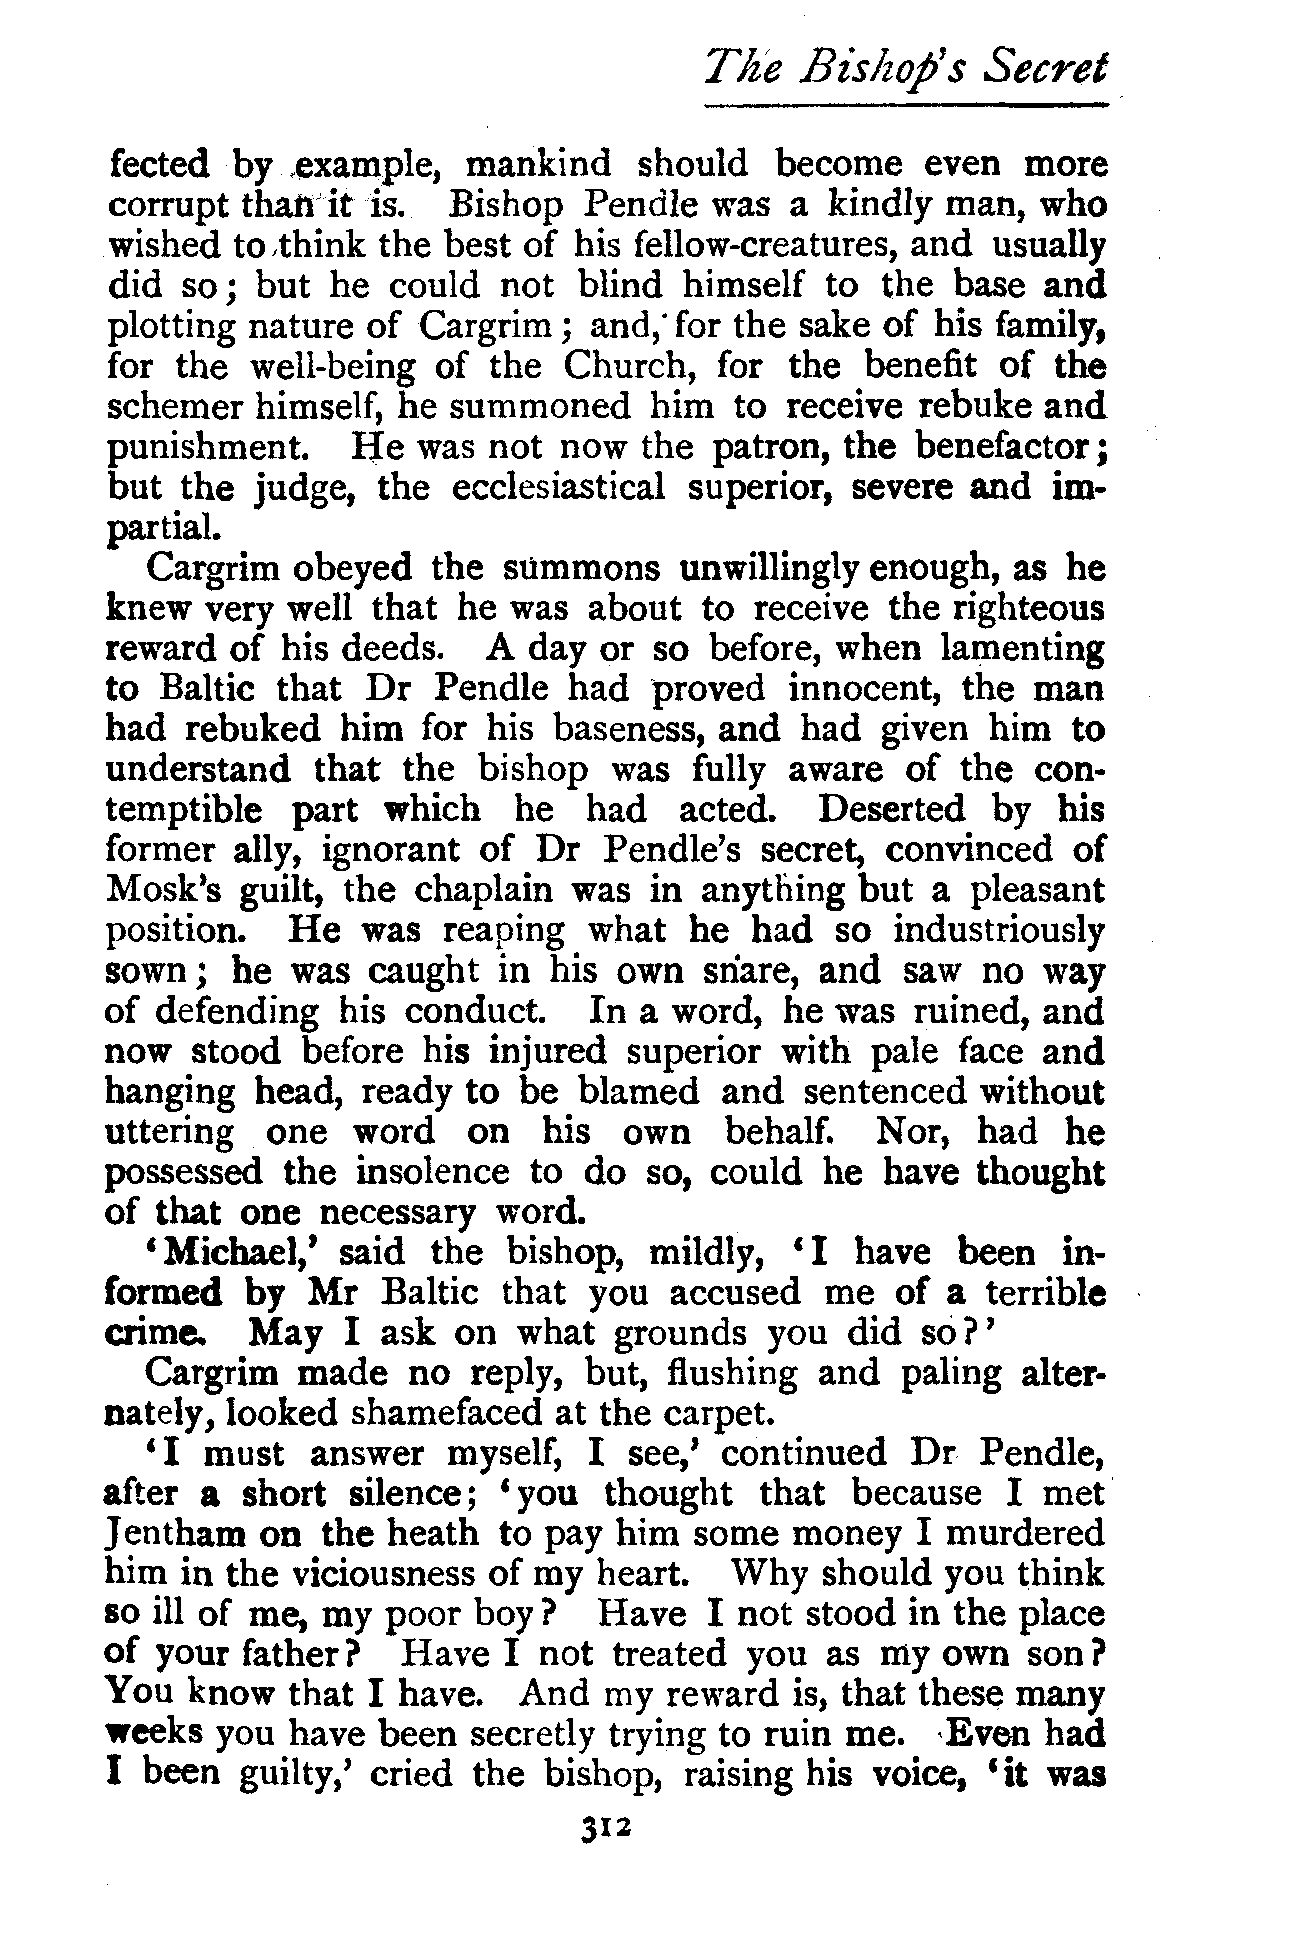 The Bishop's Secret
fected by example, mankind should become even more
corrupt than it is. Bishop Pendle was a kindly man, who
wished to think the best of his fellow-creatures, and usually
did so; but he could not blind himself to the base and
plotting nature of Cargrim; and, for the sake of his family,
for the well-being of the Church, for the benefit of the
schemer himself, he summoned him to receive rebuke and
punishment. He was not now the patron, the benefactor;
but the judge, the ecclesiastical superior, severe and im-
partial.
Cargrim obeyed the summons unwillingly enough, as he
knew very well that he was about to receive the righteous
reward of his deeds. A day or so before, when lamenting
to Baltic that Dr Pendle had proved innocent, the man
had rebuked him for his baseness, and had given him to
understand that the bishop was fully aware of the con-
temptible part which he had acted. Deserted by his
former ally, ignorant of Dr Pendle's secret, convinced of
Mosk's guilt, the chaplain was in anything but a pleasant
position. He was reaping what he had so industriously
sown; he was caught in his own snare, and saw no way
of defending his conduct. In a word, he was ruined, and
now stood before his injured superior with pale face and
hanging head, ready to be blamed and sentenced without
uttering one word on his own behalf. Nor, had he
possessed the insolence to do so, could he have thought
of that one necessary word.
'Michael,' said the bishop, mildly, 'I have been in-
formed by Mr Baltic that you accused me of a terrible
crime. May I ask on what grounds you did so?'
Cargrim made no reply, but, flushing and paling alter-
nately, looked shamefaced at the carpet.
'I must answer myself, I see,' continued Dr Pendle,
after a short silence; 'you thought that because I met
Jentham on the heath to pay him some money I murdered
him in the viciousness of my heart. Why should you think
so ill of me, my poor boy? Have I not stood in the place
of your father? Have I not treated you as my own son?
You know that I have. And my reward is, that these many
weeks you have been secretly trying to ruin me. Even had
I been guilty,' cried the bishop, raising his voice, 'it was
312